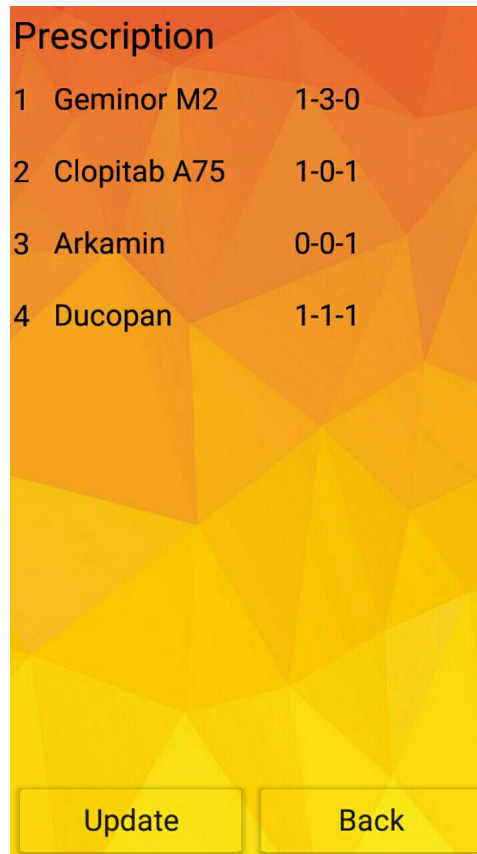 Prescription
1 Geminor M2 1-3-0
2 Clopitab A75 1-0-1
3 Arkamin 0-0-1
4 Ducopan 1-1-1
Update Back